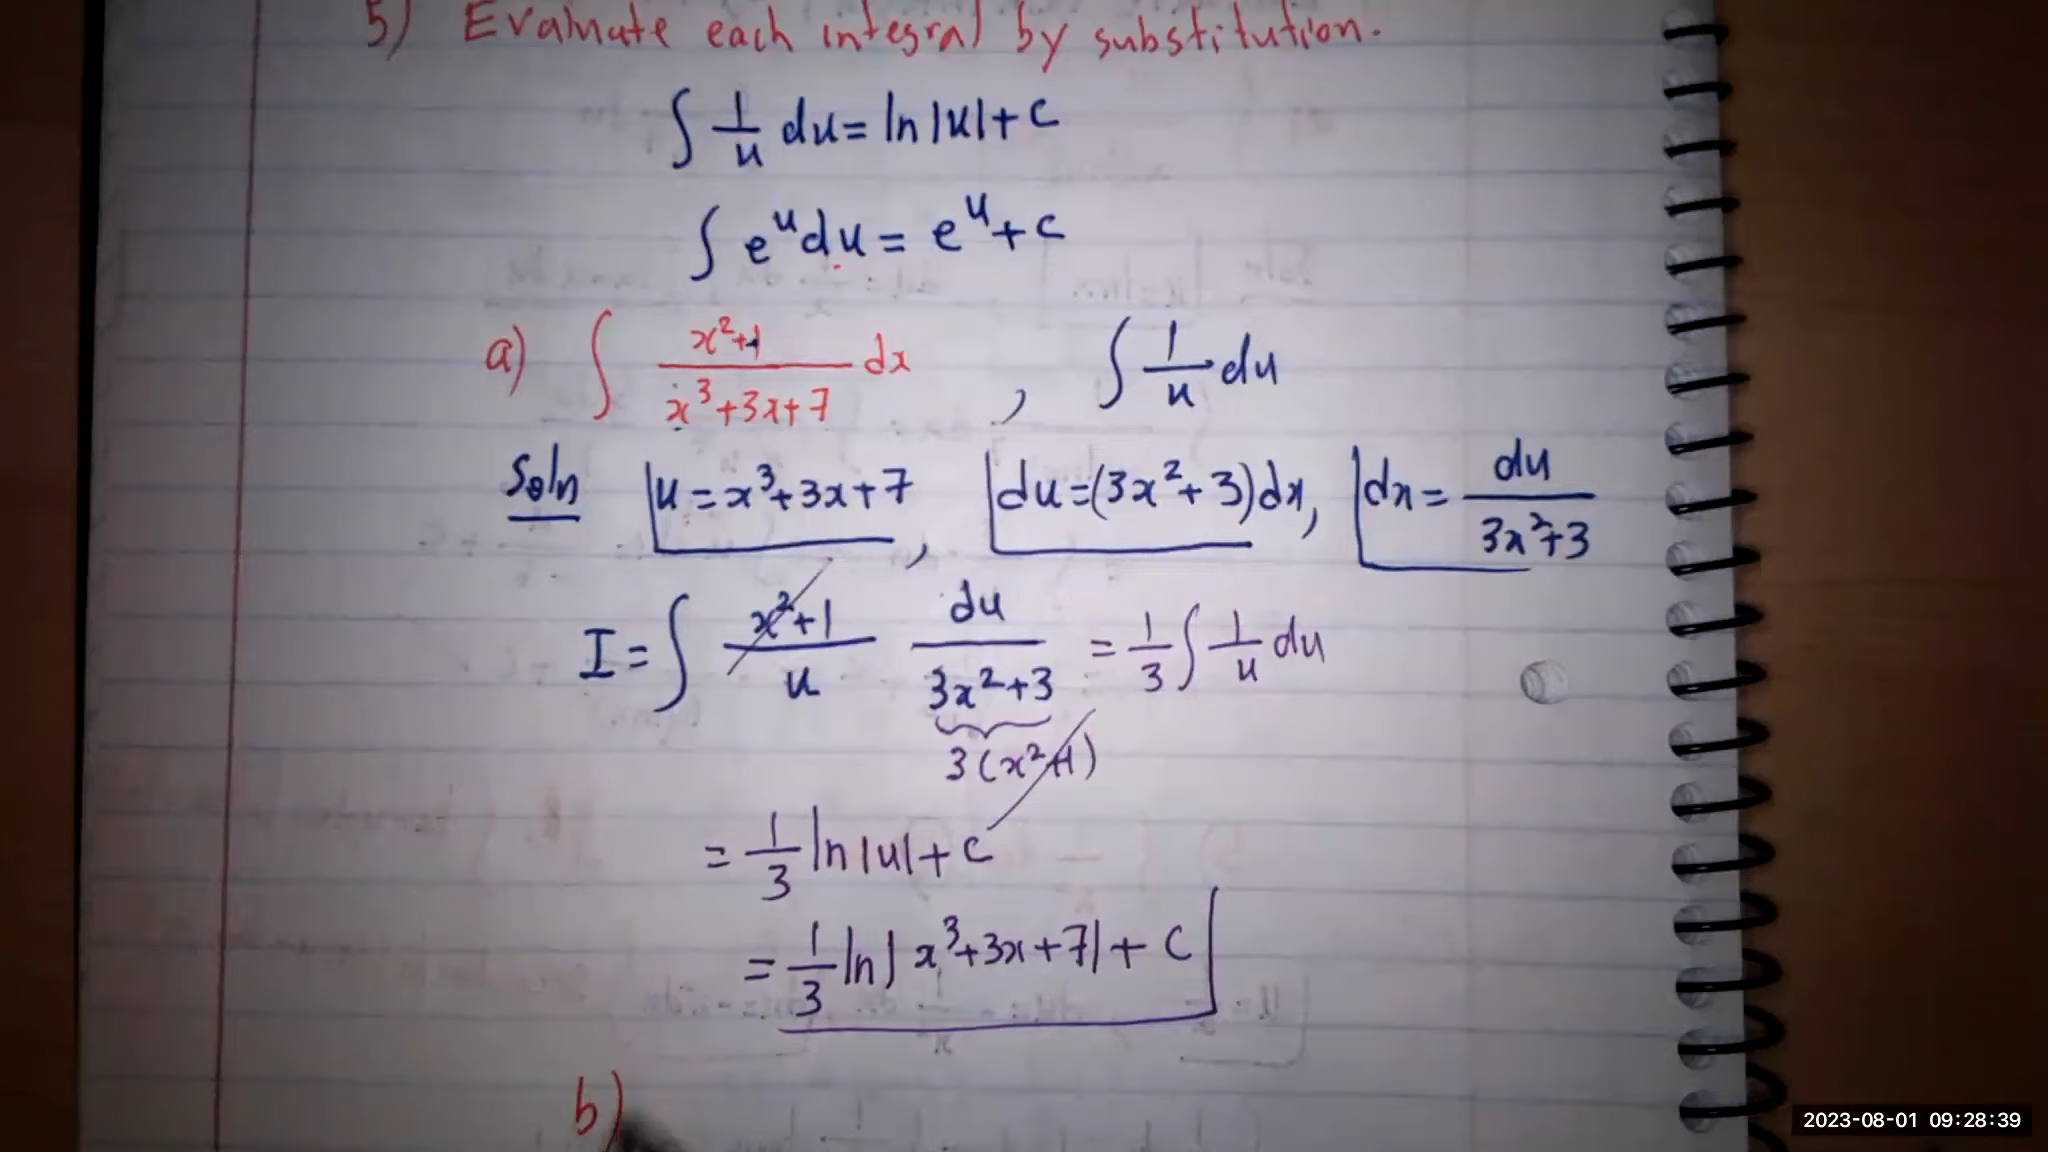 5) Evaluate each integral by substitution.
∫ 1/u du = ln |u| + c
∫ e^u du = e^u + c
a) ∫ (x²+1)/(x³+3x+7) dx , ∫ 1/u du
Soln u = x³+3x+7 , du = (3x²+3)dx, dx = du/(3x²+3)
I = ∫ (x²+1)/u du/(3x²+3) = 1/3 ∫ 1/u du
3(x²+1)
= 1/3 ln |u| + c
= 1/3 ln | x³+3x+7| + C
b)
2023-08-01 09:28:39